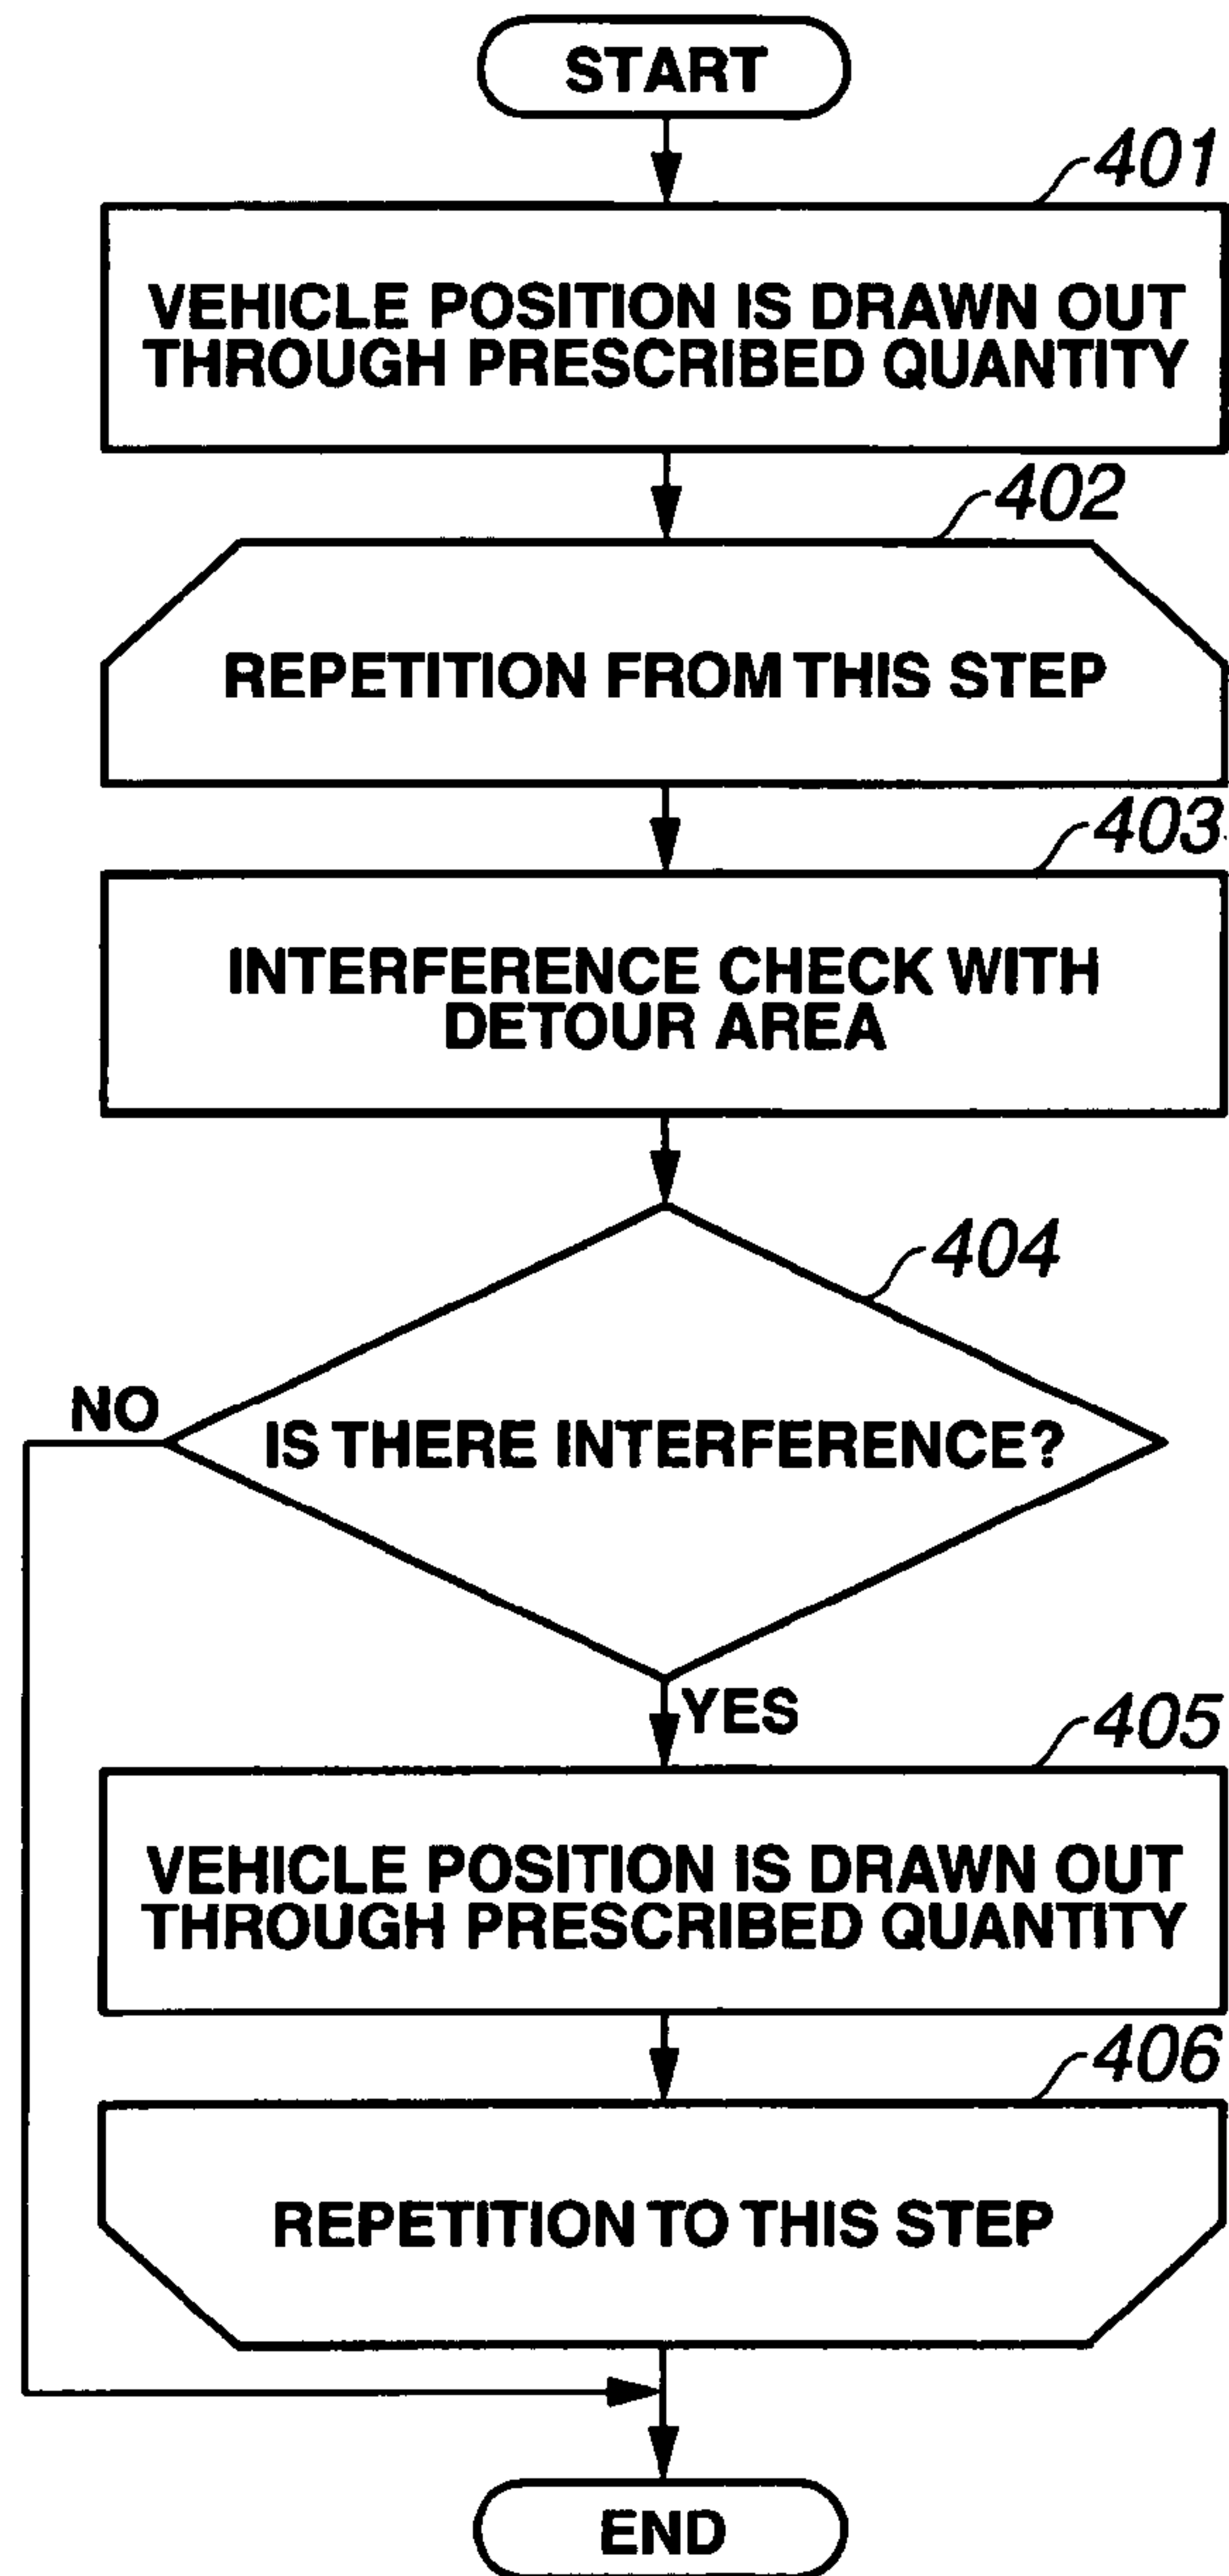 START
401
VEHICLE POSITION IS DRAWN OUT
THROUGH PRESCRIBED QUANTITY
402
REPETITION FROM THIS STEP
403
INTERFERENCE CHECK WITH
DETOUR AREA
404
NO
IS THERE INTERFERENCE?
YES
405
VEHICLE POSITION IS DRAWN OUT
THROUGH PRESCRIBED QUANTITY
406
REPETITION TO THIS STEP
END